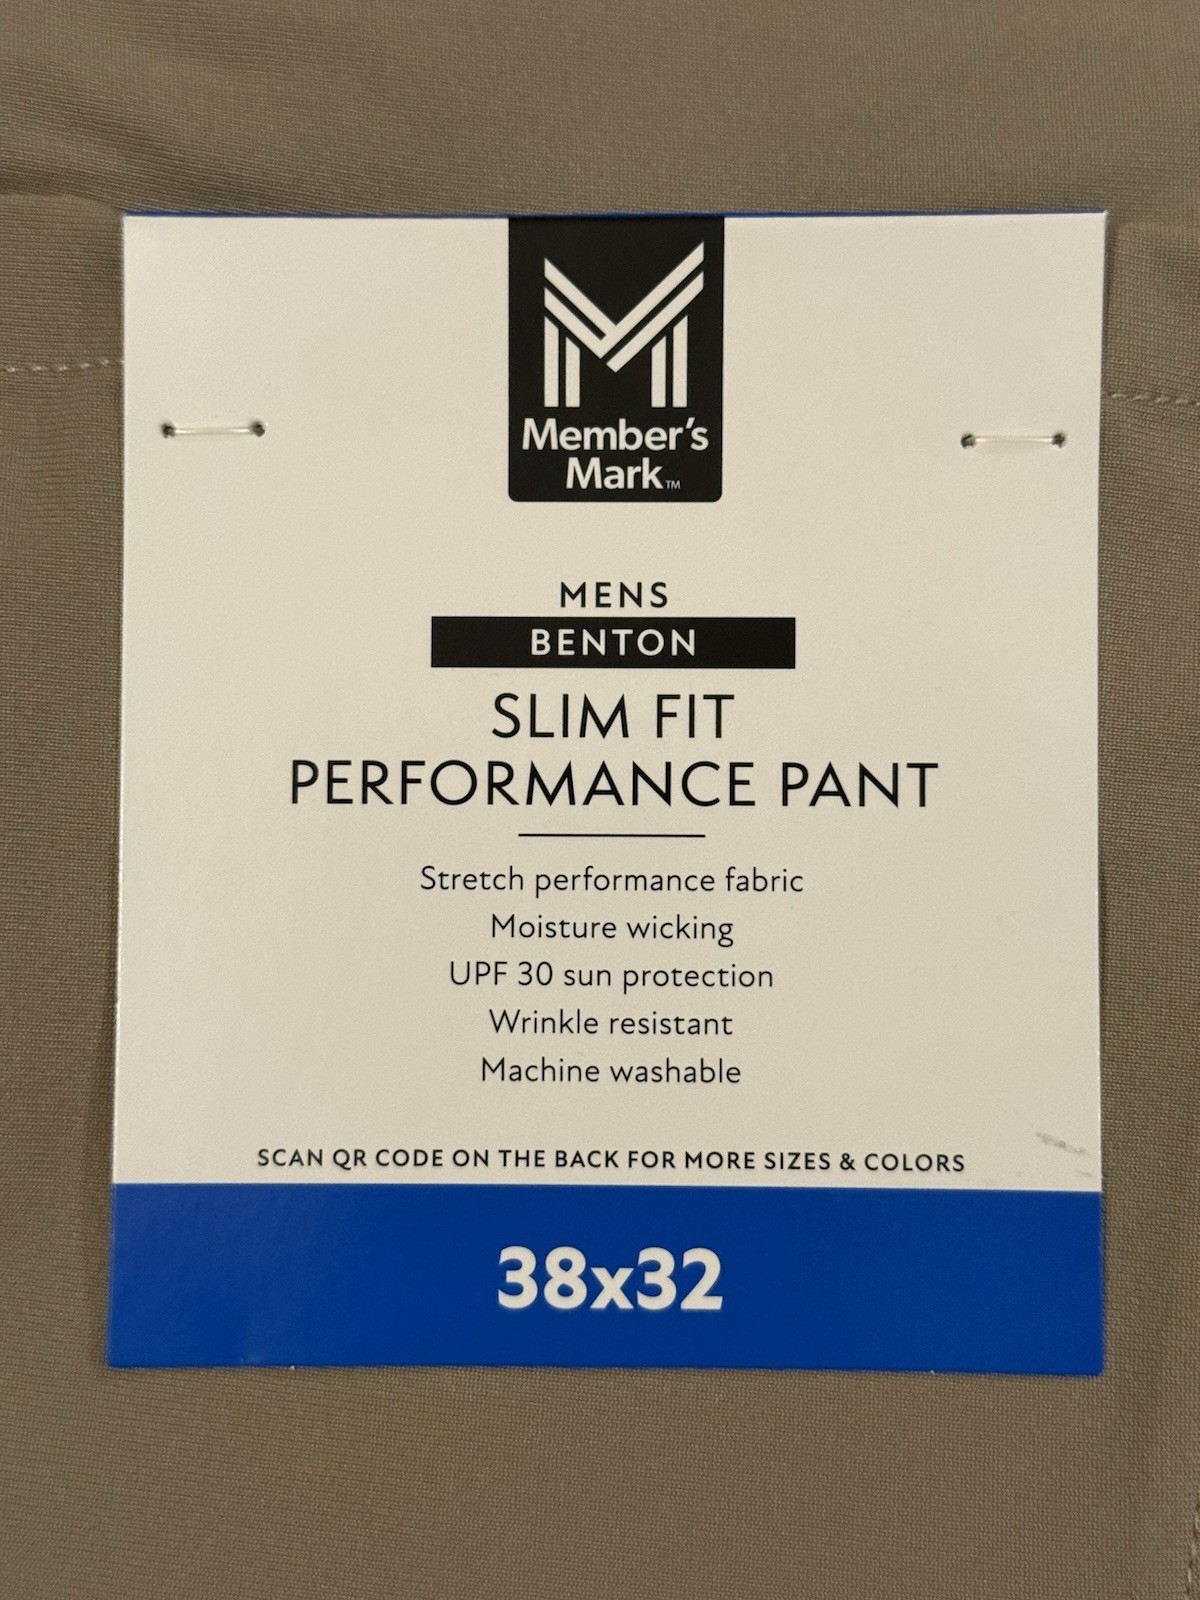 Member's
Mark™
MENS
BENTON
SLIM FIT
PERFORMANCE PANT
Stretch performance fabric
Moisture wicking
UPF 30 sun protection
Wrinkle resistant
Machine washable
SCAN QR CODE ON THE BACK FOR MORE SIZES & COLORS
38x32